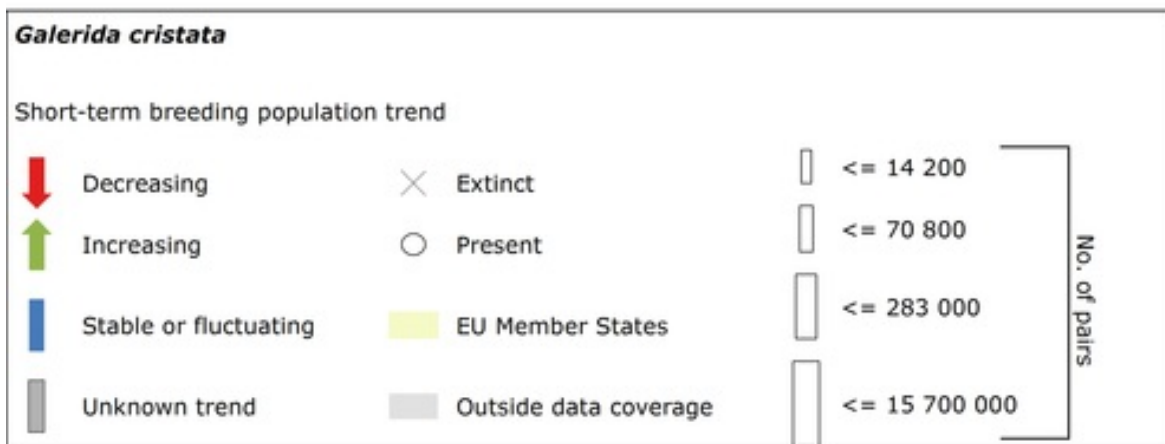 Galerida cristata
Short-term breeding population trend
Decreasing
Increasing
Stable or fluctuating
Unknown trend
Extinct
Present
EU Member States
Outside data coverage
<= 14 200
<= 70 800
<= 283 000
<= 15 700 000
No. of pairs